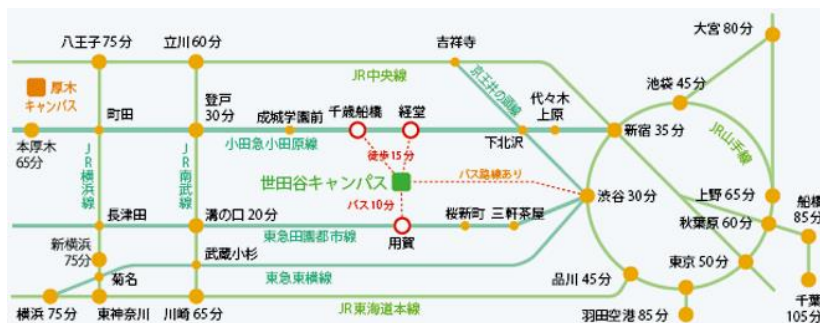 大宮80分
八王子75分
立川60分
吉祥寺
JR中央線
池袋45分
厚木
キャンパス
京王井の頭線
代々木
上原
町田
登戸
30分
成城学園前
千歳船橋
経堂
新宿35分
JR山手線
本厚木
65分
小田急小田原線
下北沢
徒歩15分
JR横浜線
JR南武線
世田谷キャンパス
バス路線あり
渋谷30分
上野65分
船橋
85分
バス10分
長津田
溝の口20分
桜新町
三軒茶屋
秋葉原60分
東急田園都市線
用賀
新横浜
75分
武蔵小杉
東京50分
菊名
東急東横線
品川45分
千葉
105分
横浜75分
東神奈川
川崎65分
JR東海道本線
羽田空港85分